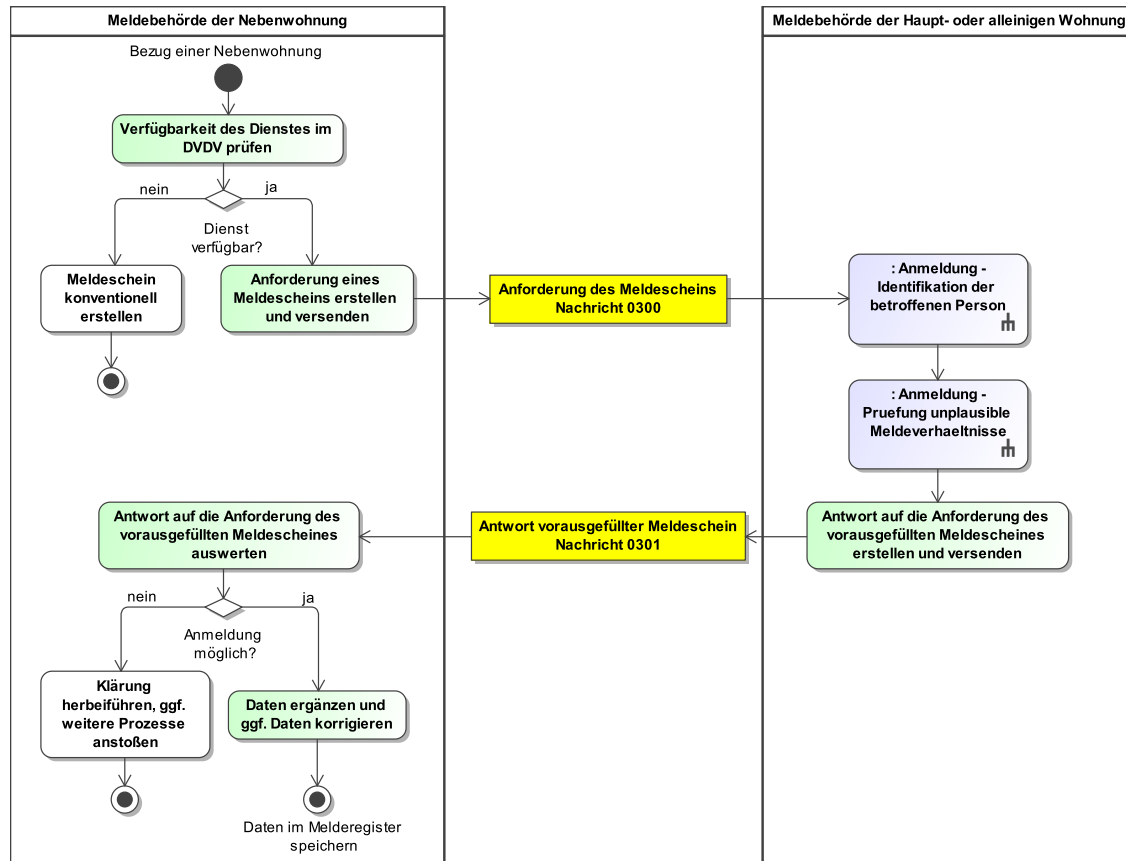 Meldebehörde der Nebenwohnung
Meldebehörde der Haupt- oder alleinigen Wohnung
Bezug einer Nebenwohnung
Verfügbarkeit des Dienstes im
DVDV prüfen
nein
ja
Dienst
verfügbar?
Meldeschein
konventionell
erstellen
Anforderung eines
Meldescheins erstellen
und versenden
Anforderung des Meldescheins
Nachricht 0300
: Anmeldung -
Identifikation der
betroffenen Person
: Anmeldung -
Pruefung unplausible
Meldeverhaeltnisse
Antwort auf die Anforderung des
vorausgefüllten Meldescheines
erstellen und versenden
Antwort vorausgefüllter Meldeschein
Nachricht 0301
Antwort auf die Anforderung des
vorausgefüllten Meldescheines
auswerten
nein
ja
Anmeldung
möglich?
Klärung
herbeiführen, ggf.
weitere Prozesse
anstoßen
Daten ergänzen und
ggf. Daten korrigieren
Daten im Melderegister
speichern